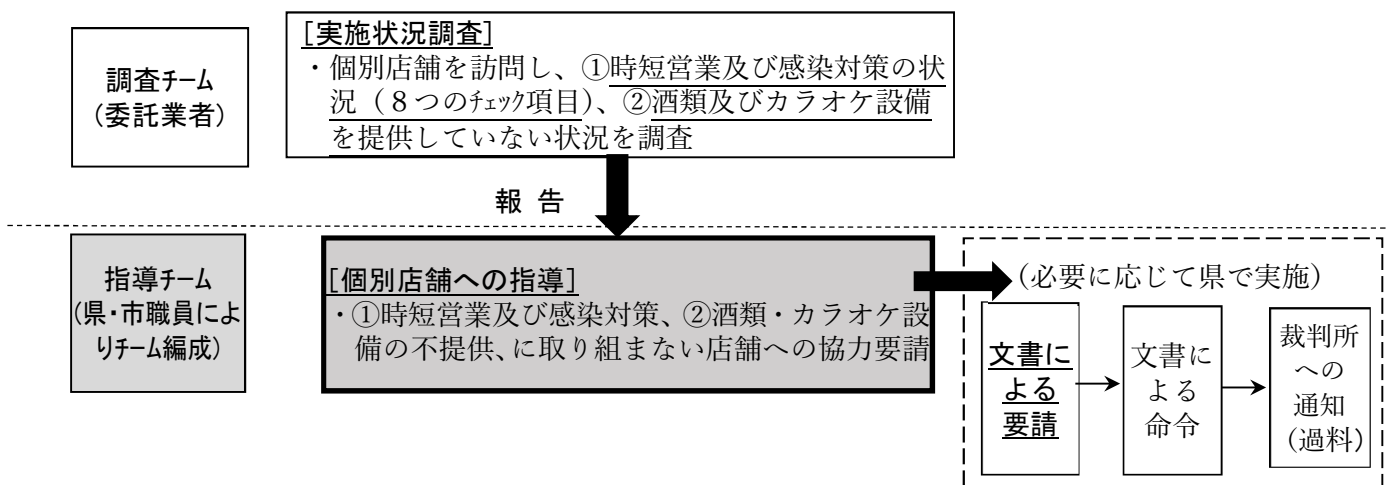 調査チーム
(委託業者)
[実施状況調査]
・個別店舗を訪問し、①時短営業及び感染対策の状
況（８つのチェック項目）、②酒類及びカラオケ設備
を提供していない状況を調査
報 告
指導チーム
(県・市職員によ
りチーム編成)
[個別店舗への指導]
・①時短営業及び感染対策、②酒類・カラオケ設
備の不提供、に取り組まない店舗への協力要請
（必要に応じて県で実施）
文書に
よる
要請
文書に
よる
命令
裁判所
への
通知
（過料）